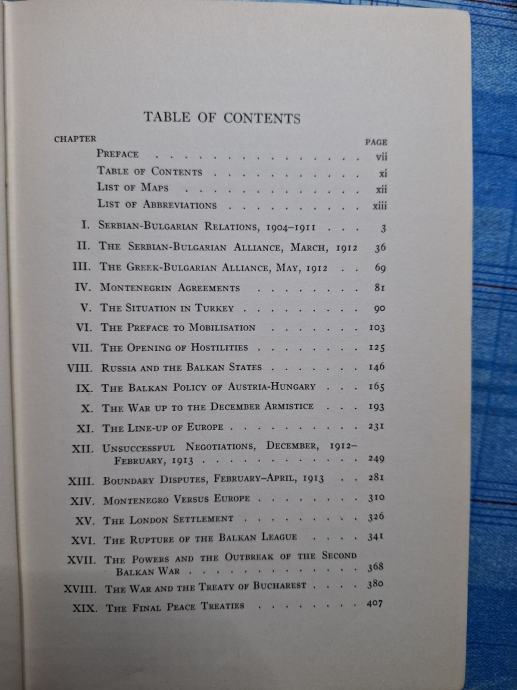 TABLE OF CONTENTS
CHAPTER PAGE
PREFACE . . . . . . . . . . . . . . . vii
TABLE OF CONTENTS . . . . . . . . . . xi
LIST OF MAPS . . . . . . . . . . . . . xii
LIST OF ABBREVIATIONS . . . . . . . . . xiii
I. SERBIAN-BULGARIAN RELATIONS, 1904–1911 . . . 3
II. THE SERBIAN-BULGARIAN ALLIANCE, MARCH, 1912 36
III. THE GREEK-BULGARIAN ALLIANCE, MAY, 1912 . . 69
IV. MONTENEGRIN AGREEMENTS . . . . . . . . 81
V. THE SITUATION IN TURKEY . . . . . . . . 90
VI. THE PREFACE TO MOBILISATION . . . . . . . 103
VII. THE OPENING OF HOSTILITIES . . . . . . . 125
VIII. RUSSIA AND THE BALKAN STATES . . . . . . 146
IX. THE BALKAN POLICY OF AUSTRIA-HUNGARY . . . 165
X. THE WAR UP TO THE DECEMBER ARMISTICE . . . 193
XI. THE LINE-UP OF EUROPE . . . . . . . . . 231
XII. UNSUCCESSFUL NEGOTIATIONS, DECEMBER, 1912–
FEBRUARY, 1913 . . . . . . . . . . . 249
XIII. BOUNDARY DISPUTES, FEBRUARY–APRIL, 1913 . . 281
XIV. MONTENEGRO VERSUS EUROPE . . . . . . . 310
XV. THE LONDON SETTLEMENT . . . . . . . . 326
XVI. THE RUPTURE OF THE BALKAN LEAGUE . . . . 341
XVII. THE POWERS AND THE OUTBREAK OF THE SECOND
BALKAN WAR . . . . . . . . . . . . 368
XVIII. THE WAR AND THE TREATY OF BUCHAREST . . . . 380
XIX. THE FINAL PEACE TREATIES . . . . . . . 407